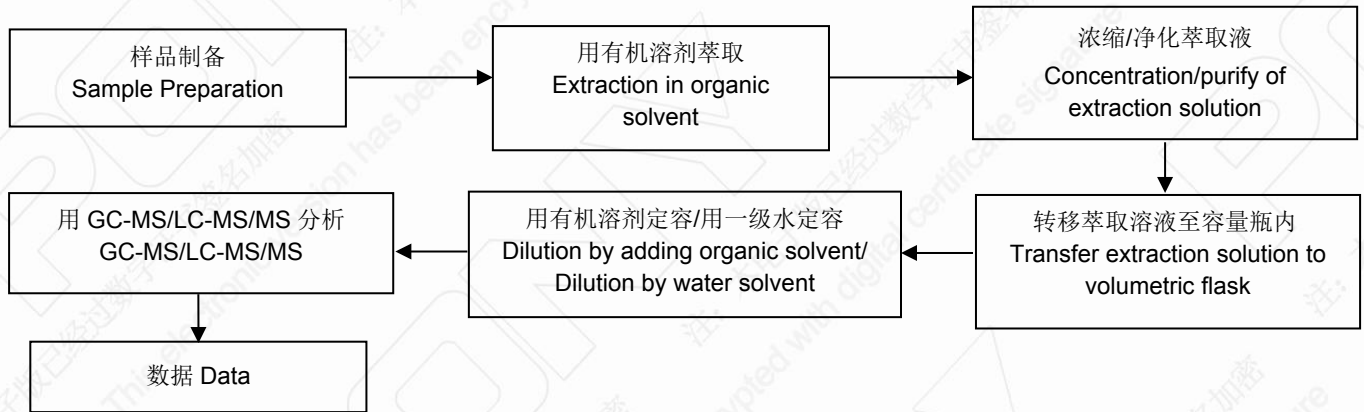 样品制备
Sample Preparation
用有机溶剂萃取
Extraction in organic
solvent
浓缩/净化萃取液
Concentration/purify of
extraction solution
转移萃取溶液至容量瓶内
Transfer extraction solution to
volumetric flask
用有机溶剂定容/用一级水定容
Dilution by adding organic solvent/
Dilution by water solvent
用 GC-MS/LC-MS/MS 分析
GC-MS/LC-MS/MS
数据 Data